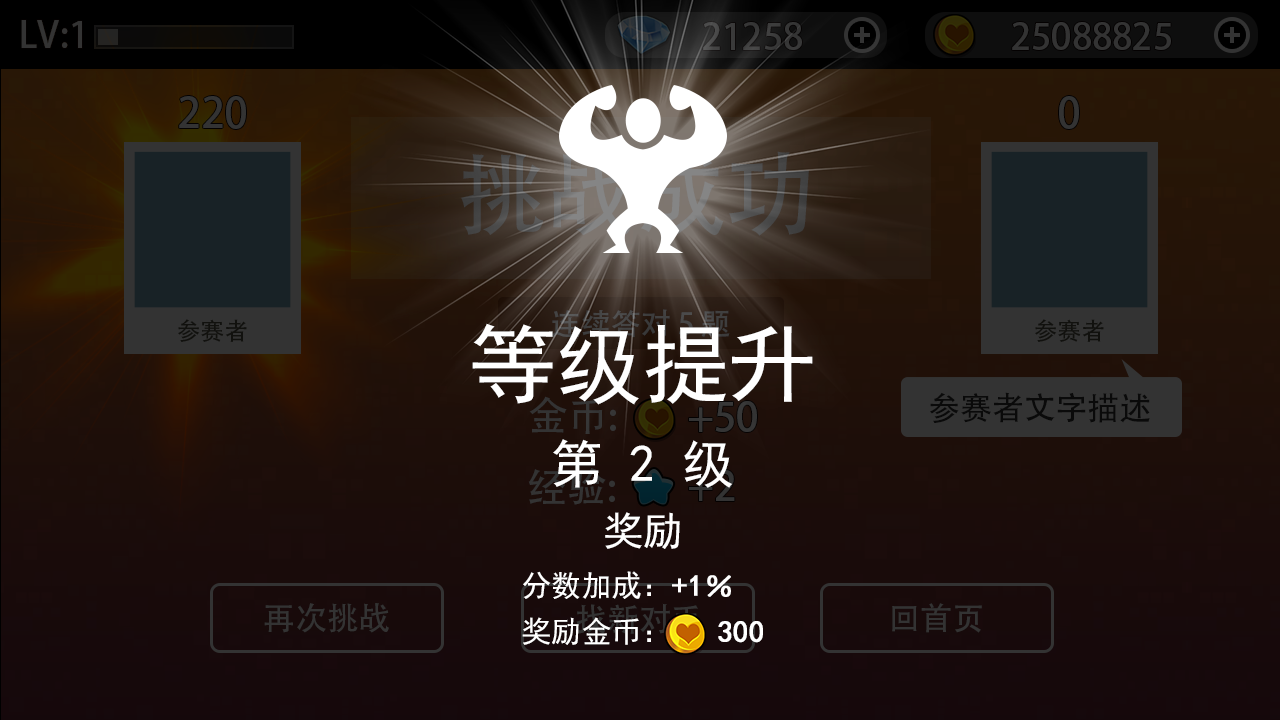 LV:1
21258
25088825
220
0
挑战成功
参赛者
参赛者
连续答对5题
等级提升
参赛者文字描述
金币: +50
第 2 级
经验: +2
奖励
分数加成: +1%
再次挑战
找新对手
回首页
奖励金币: 300